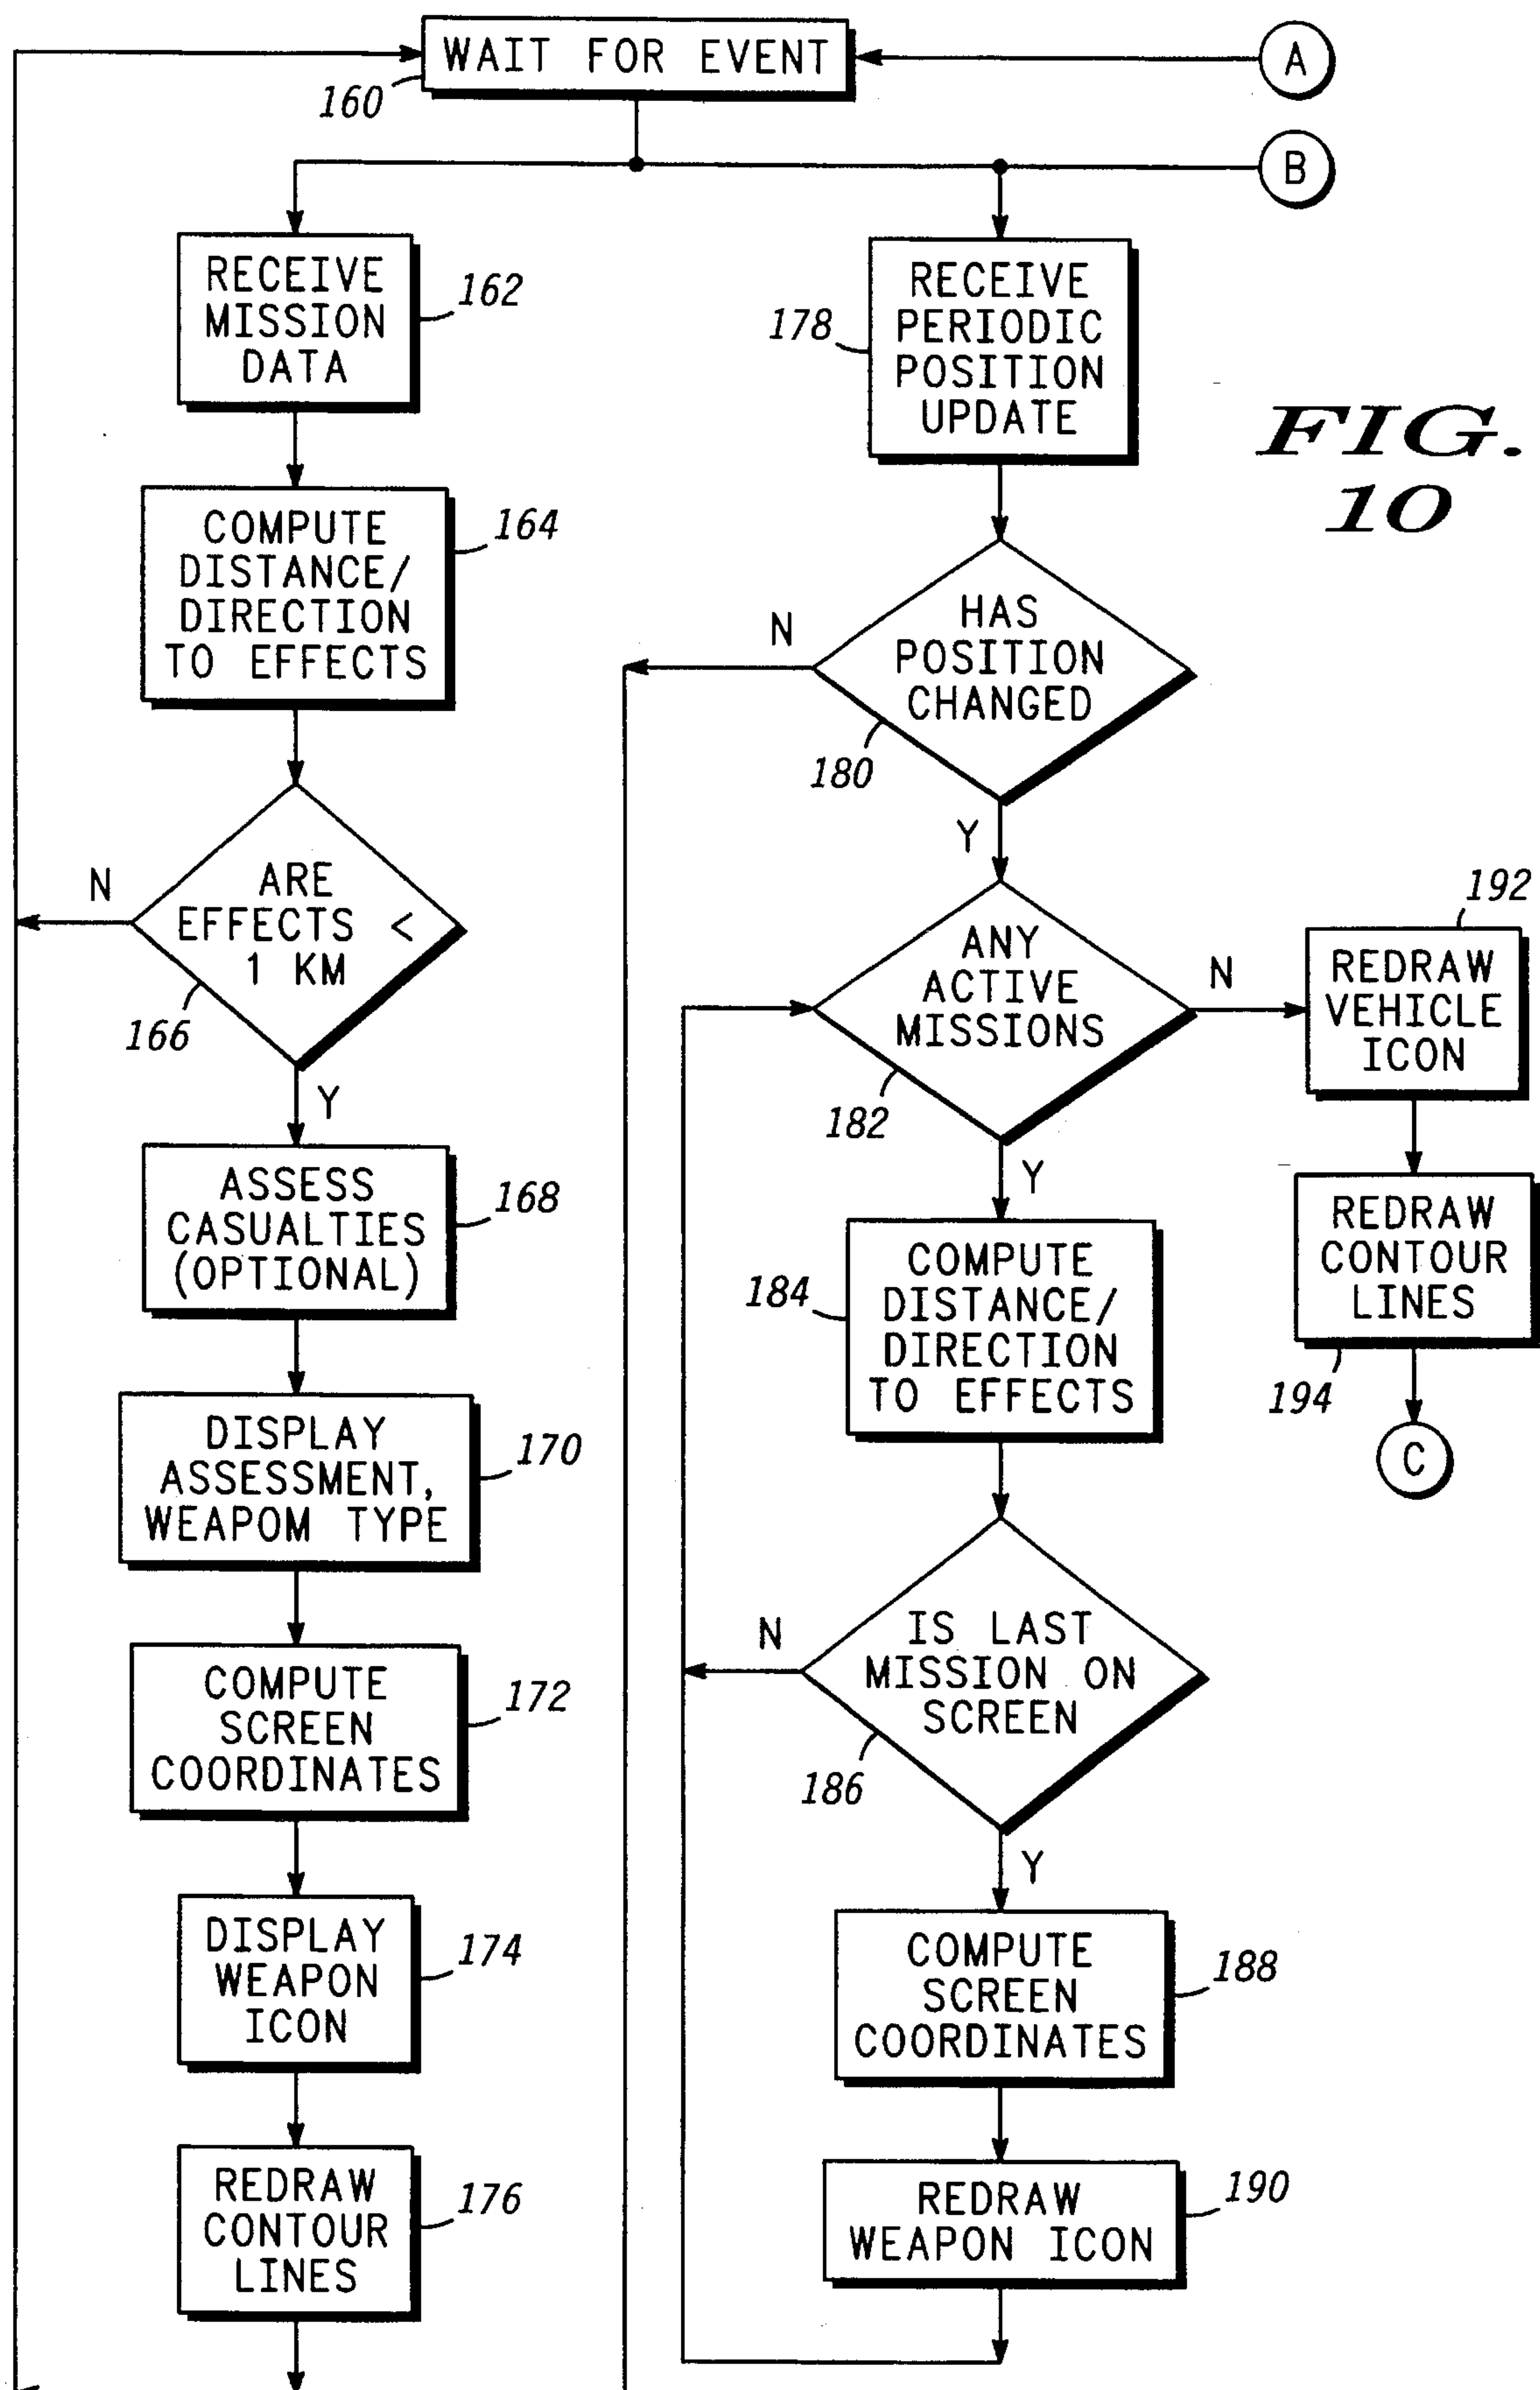 WAIT FOR EVENT
A
160
B
RECEIVE
MISSION
DATA
162
COMPUTE
DISTANCE/
DIRECTION
TO EFFECTS
164
ARE
EFFECTS <
1 KM
N
166
Y
ASSESS
CASUALTIES
(OPTIONAL)
168
DISPLAY
ASSESSMENT,
WEAPOM TYPE
170
COMPUTE
SCREEN
COORDINATES
172
DISPLAY
WEAPON
ICON
174
REDRAW
CONTOUR
LINES
176
RECEIVE
PERIODIC
POSITION
UPDATE
178
FIG.
10
HAS
POSITION
CHANGED
N
180
Y
ANY
ACTIVE
MISSIONS
N
182
Y
192
REDRAW
VEHICLE
ICON
REDRAW
CONTOUR
LINES
194
C
COMPUTE
DISTANCE/
DIRECTION
TO EFFECTS
184
IS LAST
MISSION ON
SCREEN
N
186
Y
COMPUTE
SCREEN
COORDINATES
188
REDRAW
WEAPON ICON
190